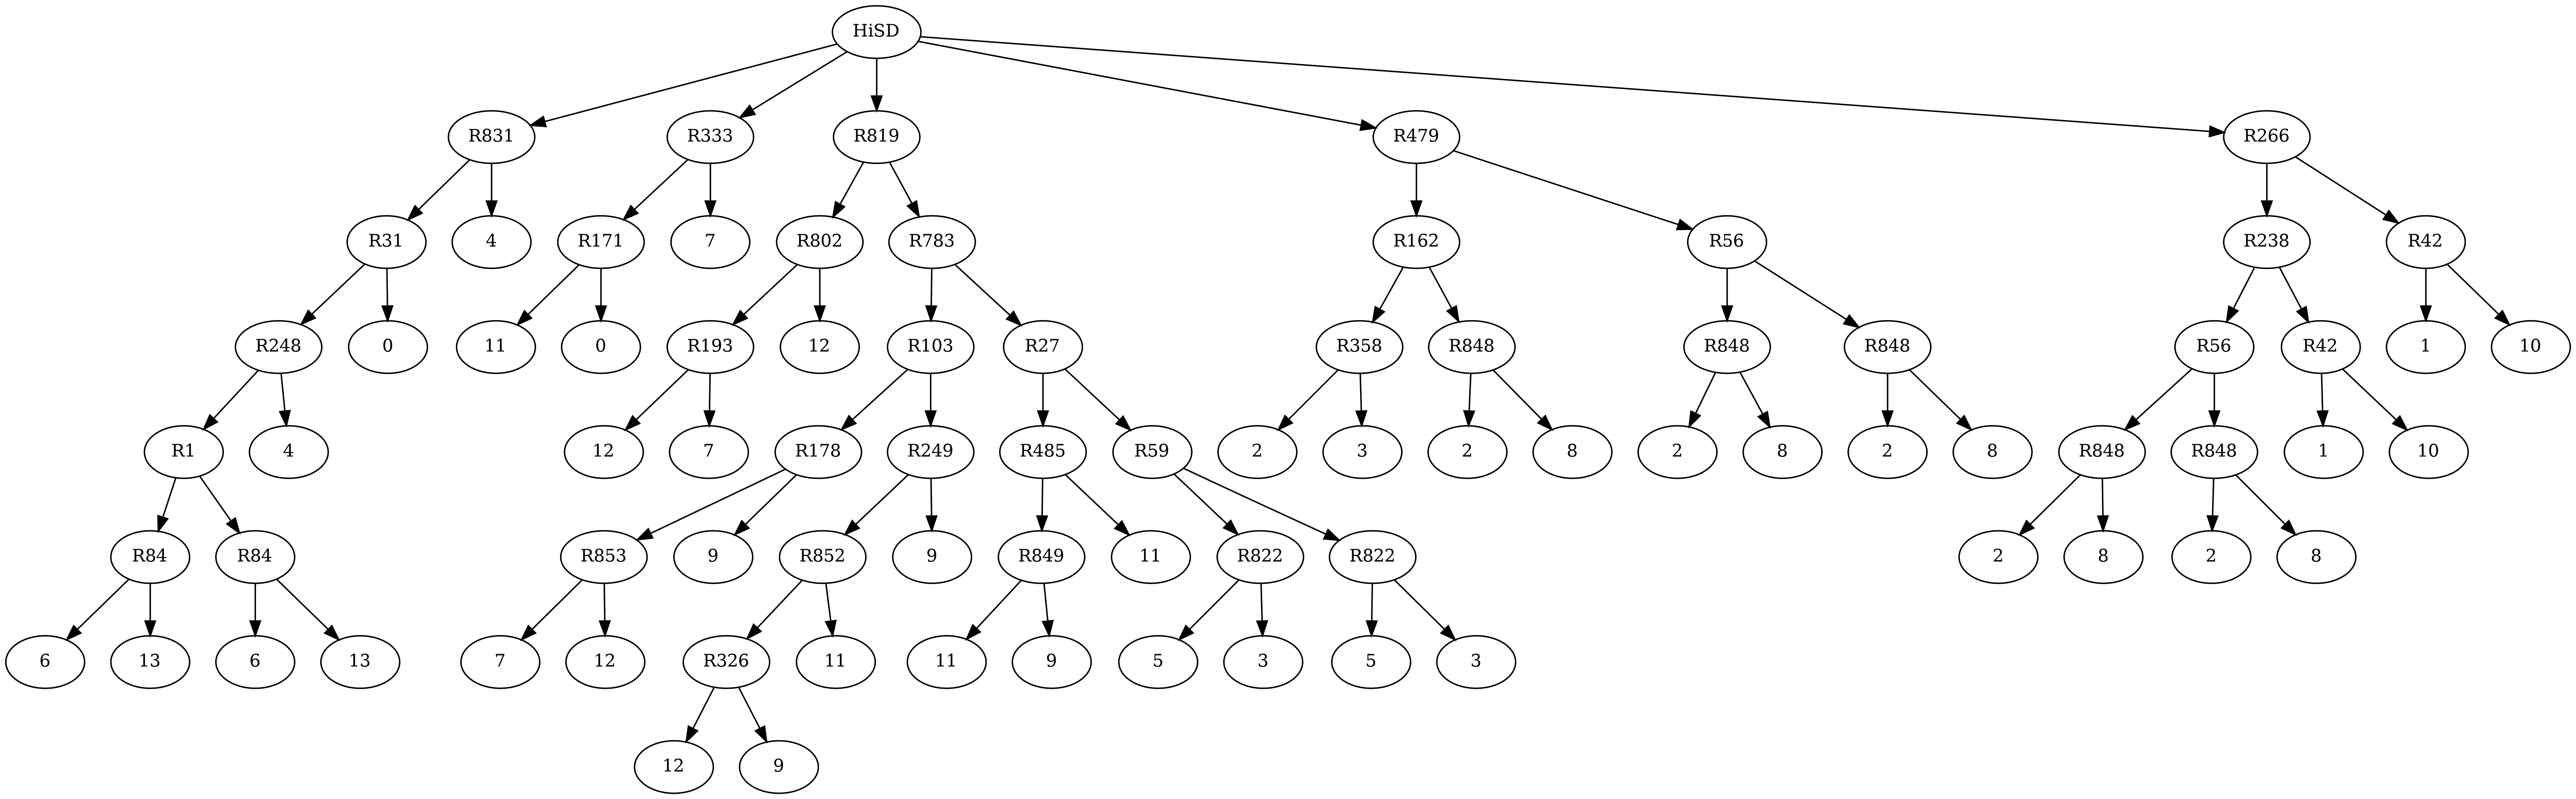 HiSD
R831 R333 R819 R479 R266
R31 4 R171 7 R802 R783 R162 R56 R238 R42
R248 0 11 0 R193 12 R103 R27 R358 R848 R848 R848 R56 R42 1 10
R1 4 12 7 R178 R249 R485 R59 2 3 2 8 2 8 2 8 R848 R848 1 10
R84 R84 R853 9 R852 9 R849 11 R822 R822 2 8 2 8
6 13 6 13 7 12 R326 11 11 9 5 3 5 3
12 9